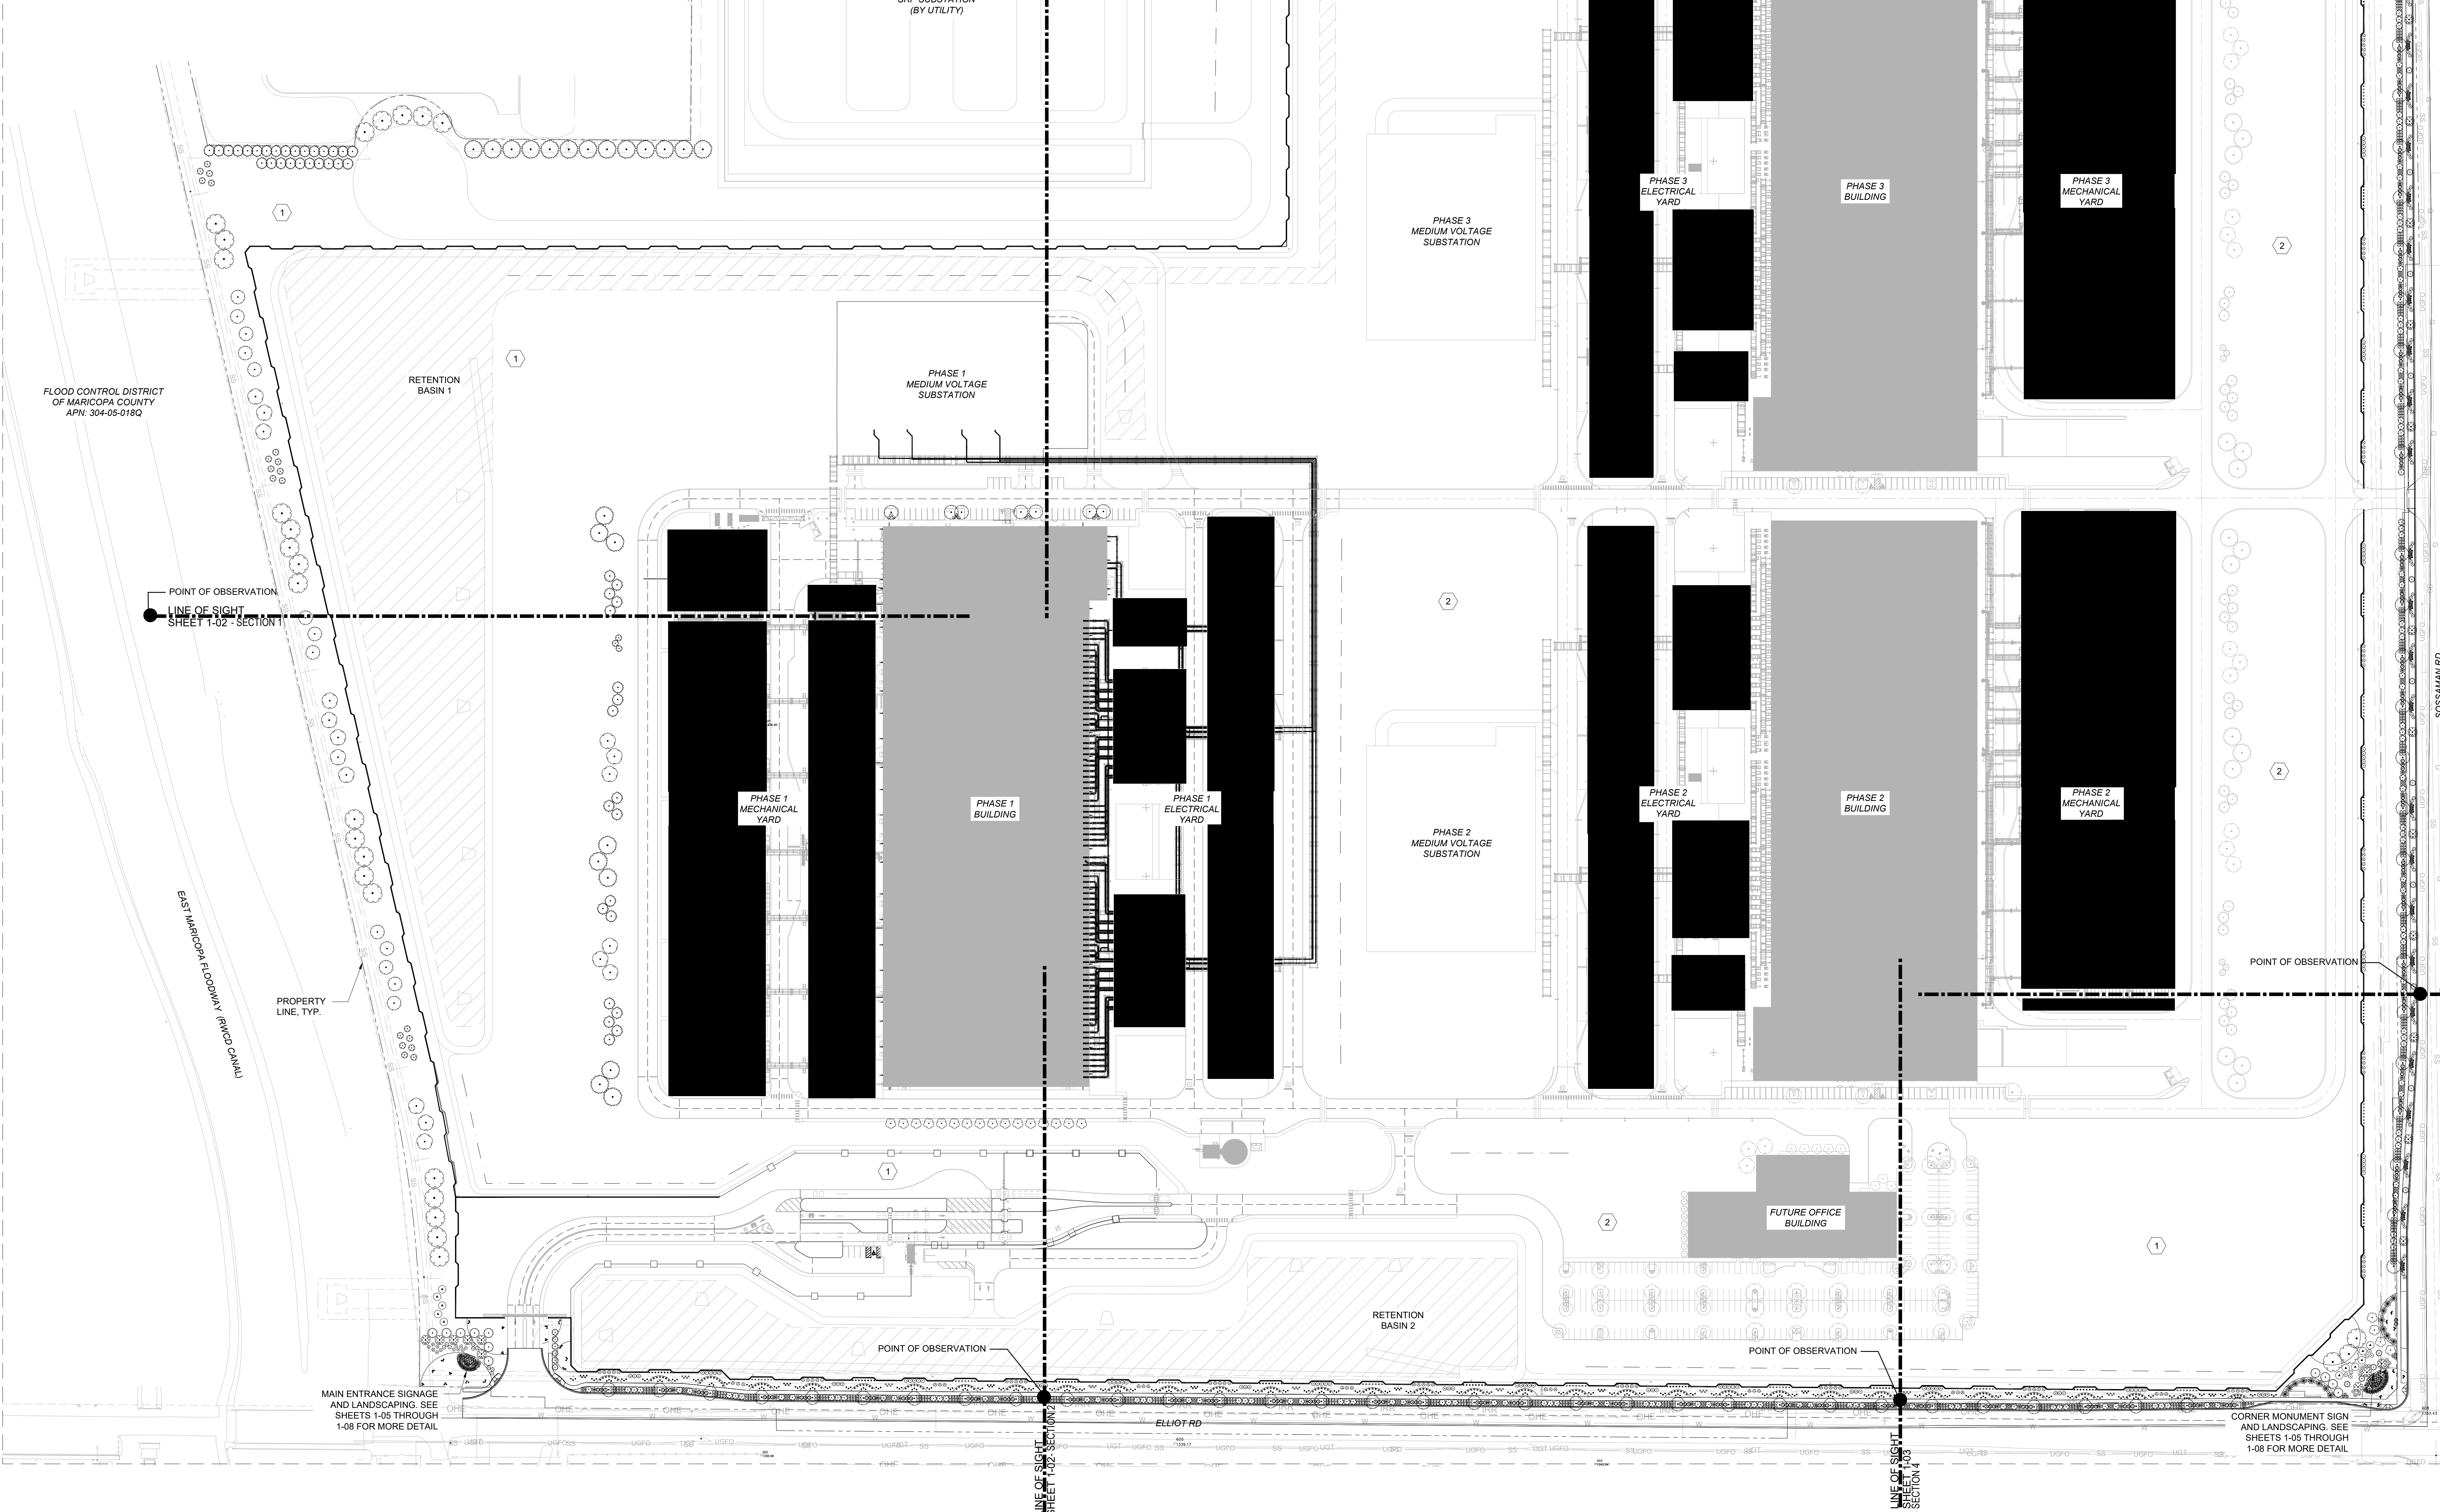 SRP SUBSTATION
(BY UTILITY)
PHASE 3
ELECTRICAL
YARD
PHASE 3
BUILDING
PHASE 3
MECHANICAL
YARD
1
PHASE 3
MEDIUM VOLTAGE
SUBSTATION
2
1
RETENTION
BASIN 1
PHASE 1
MEDIUM VOLTAGE
SUBSTATION
FLOOD CONTROL DISTRICT
OF MARICOPA COUNTY
APN: 304-05-018Q
POINT OF OBSERVATION
LINE OF SIGHT
SHEET 1-02 - SECTION 1
2
SOSSAMAN RD
2
PHASE 1
MECHANICAL
YARD
PHASE 1
BUILDING
PHASE 1
ELECTRICAL
YARD
PHASE 2
MEDIUM VOLTAGE
SUBSTATION
PHASE 2
ELECTRICAL
YARD
PHASE 2
BUILDING
PHASE 2
MECHANICAL
YARD
EAST MARICOPA FLOODWAY (RWCD CANAL)
PROPERTY
LINE, TYP.
POINT OF OBSERVATION
1
2
FUTURE OFFICE
BUILDING
1
RETENTION
BASIN 2
POINT OF OBSERVATION
POINT OF OBSERVATION
MAIN ENTRANCE SIGNAGE
AND LANDSCAPING. SEE
SHEETS 1-05 THROUGH
1-08 FOR MORE DETAIL
ELLIOT RD
CORNER MONUMENT SIGN
AND LANDSCAPING. SEE
SHEETS 1-05 THROUGH
1-08 FOR MORE DETAIL
LINE OF SIGHT
SHEET 1-02- SECTION 2
LINE OF SIGHT
SHEET 1-03
SECTION 4